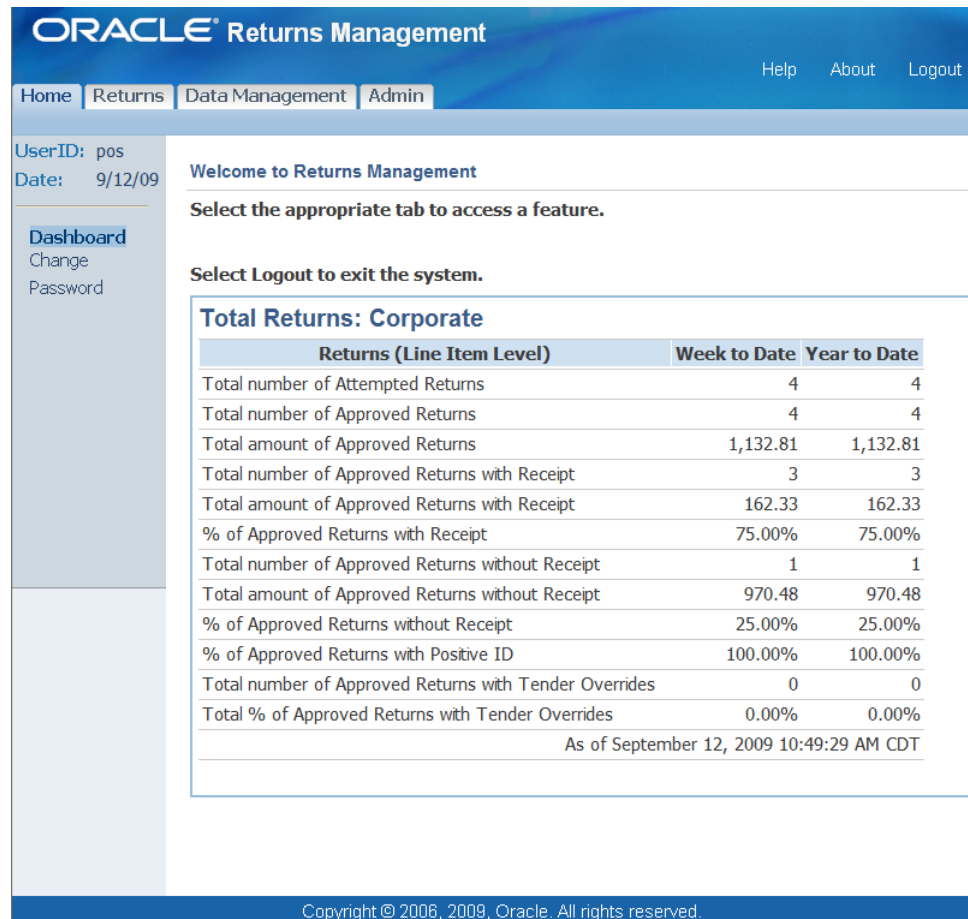 ORACLE® Returns Management
Help About Logout
Home Returns Data Management Admin
UserID: pos
Date: 9/12/09
Dashboard
Change
Password
Welcome to Returns Management
Select the appropriate tab to access a feature.
Select Logout to exit the system.
Total Returns: Corporate
Returns (Line Item Level) Week to Date Year to Date
Total number of Attempted Returns 4 4
Total number of Approved Returns 4 4
Total amount of Approved Returns 1,132.81 1,132.81
Total number of Approved Returns with Receipt 3 3
Total amount of Approved Returns with Receipt 162.33 162.33
% of Approved Returns with Receipt 75.00% 75.00%
Total number of Approved Returns without Receipt 1 1
Total amount of Approved Returns without Receipt 970.48 970.48
% of Approved Returns without Receipt 25.00% 25.00%
% of Approved Returns with Positive ID 100.00% 100.00%
Total number of Approved Returns with Tender Overrides 0 0
Total % of Approved Returns with Tender Overrides 0.00% 0.00%
As of September 12, 2009 10:49:29 AM CDT
Copyright © 2006, 2009, Oracle. All rights reserved.